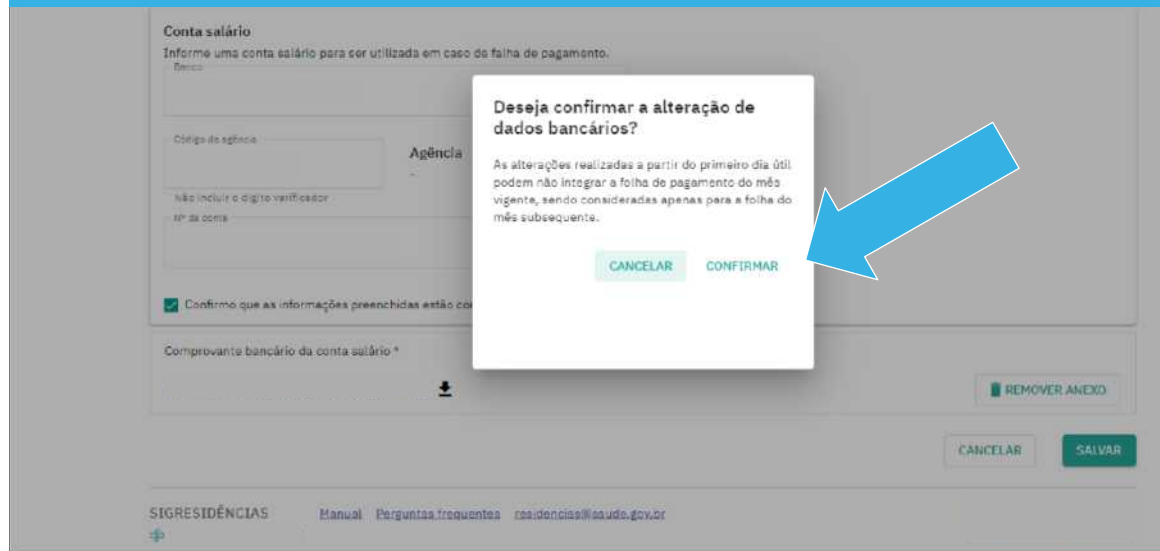 Conta salário
Informe uma conta salário para ser utilizada em caso de falha de pagamento.
Banco
Código da agência
Agência
-
Não incluir o dígito verificador
Nº da conta
Confirmo que as informações preenchidas estão
Deseja confirmar a alteração de
dados bancários?
As alterações realizadas a partir do primeiro dia útil
podem não integrar a folha de pagamento do mês
vigente, sendo consideradas apenas para a folha do
mês subsequente.
CANCELAR CONFIRMAR
Comprovante bancário da conta salário *
REMOVER ANEXO
CANCELAR SALVAR
SIGRESIDÊNCIAS Manual Perguntas frequentes residencias@saude.gov.br